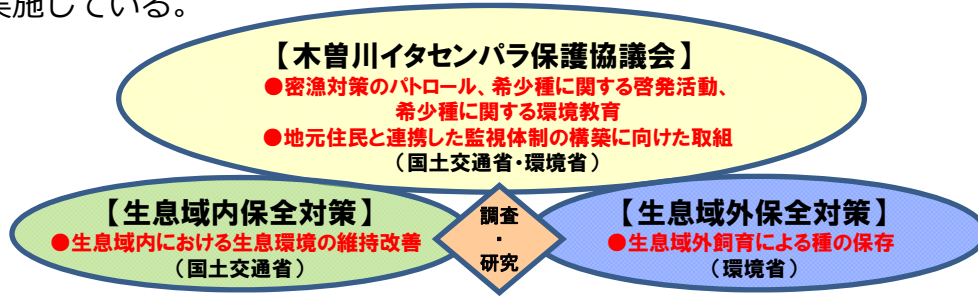 実施している。
【木曽川イタセンパラ保護協議会】
●密漁対策のパトロール、希少種に関する啓発活動、
希少種に関する環境教育
●地元住民と連携した監視体制の構築に向けた取組
（国土交通省・環境省）
【生息域内保全対策】
●生息域内における生息環境の維持改善
（国土交通省）
調査
・
研究
【生息域外保全対策】
●生息域外飼育による種の保存
（環境省）